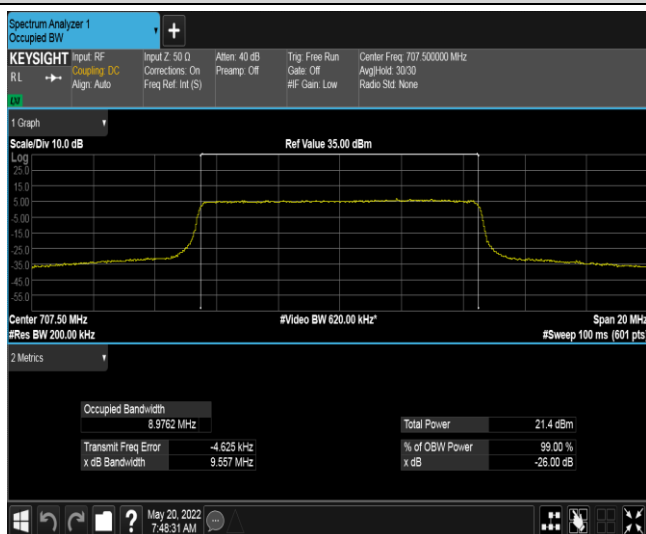 Spectrum Analyzer 1
Occupied BW
KEYSIGHT
RL
Input: RF
Coupling: DC
Align: Auto
Input Z: 50 Ω
Corrections: On
Freq Ref: Int (S)
Atten: 40 dB
Preamp: Off
Trig: Free Run
Gate: Off
#IF Gain: Low
Center Freq: 707.500000 MHz
Avg|Hold: 30/30
Radio Std: None
1 Graph
Scale/Div 10.0 dB
Ref Value 35.00 dBm
Log
25.0
15.0
5.00
-5.00
-15.0
-25.0
-35.0
-45.0
-55.0
Center 707.50 MHz
#Video BW 620.00 kHz*
Span 20 MHz
#Res BW 200.00 kHz
#Sweep 100 ms (601 pts)
2 Metrics
Occupied Bandwidth
8.9762 MHz
Transmit Freq Error -4.625 kHz
x dB Bandwidth 9.557 MHz
Total Power 21.4 dBm
% of OBW Power 99.00 %
x dB -26.00 dB
May 20, 2022
7:48:31 AM